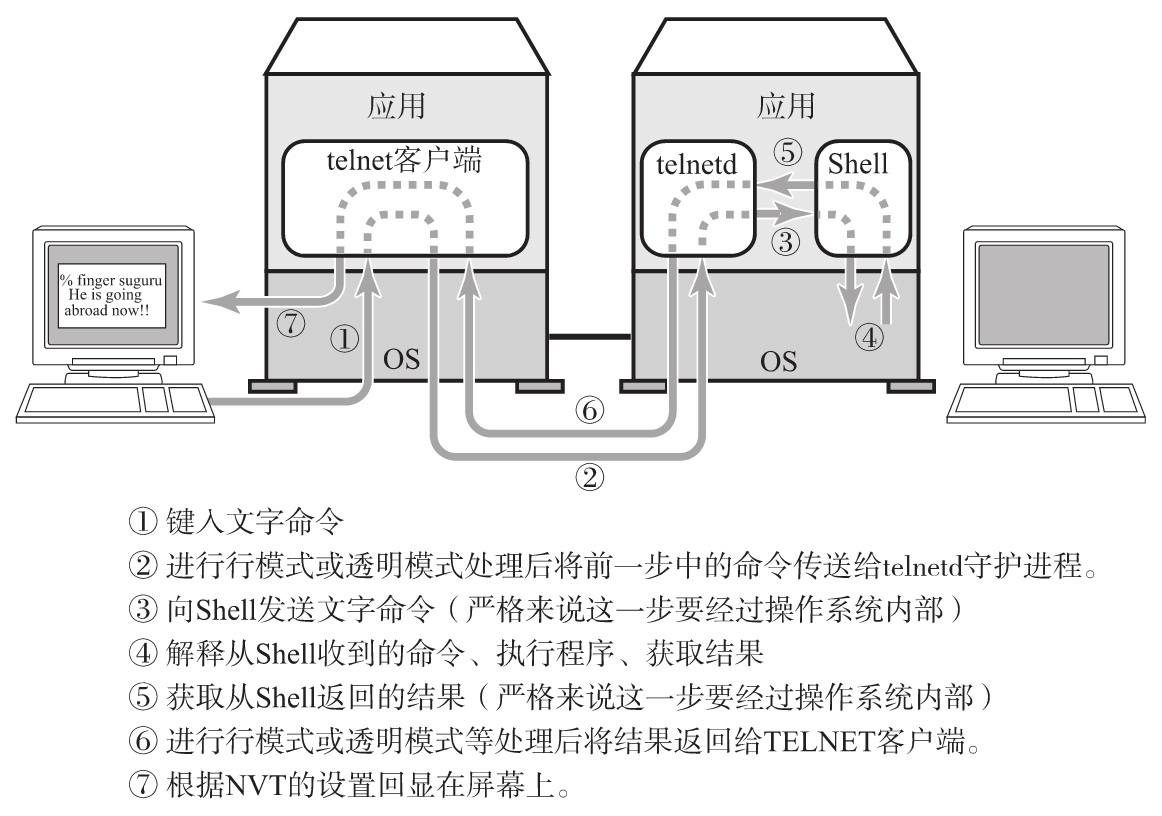 应用
应用
telnet客户端
telnetd
⑤
Shell
③
% finger suguru
He is going
abroad now!!
⑦
①
④
OS
OS
⑥
②
① 键入文字命令
② 进行行模式或透明模式处理后将前一步中的命令传送给telnetd守护进程。
③ 向Shell发送文字命令（严格来说这一步要经过操作系统内部）
④ 解释从Shell收到的命令、执行程序、获取结果
⑤ 获取从Shell返回的结果（严格来说这一步要经过操作系统内部）
⑥ 进行行模式或透明模式等处理后将结果返回给TELNET客户端。
⑦ 根据NVT的设置回显在屏幕上。